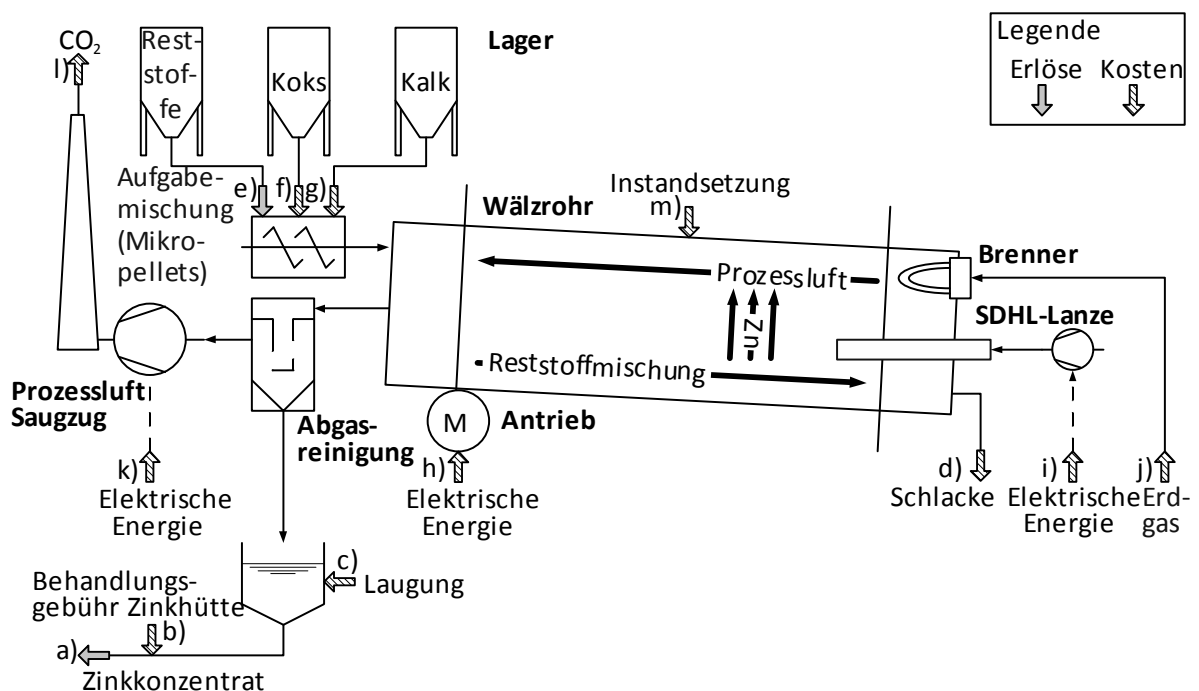 CO₂
l)
Rest-
stof-
fe
Koks
Kalk
Lager
Legende
Erlöse Kosten
Aufgabe-
mischung
(Mikro-
pellets)
e) f) g)
Instandsetzung
m)
Wälzrohr
Prozessluft
Zn
Reststoffmischung
Brenner
SDHL-Lanze
Prozessluft
Saugzug
Abgas-
reinigung
M
Antrieb
k)
Elektrische
Energie
h)
Elektrische
Energie
d)
Schlacke
i)
Elektrische
Energie
j)
Erd-
gas
c)
Laugung
Behandlungs-
gebühr Zinkhütte
b)
a)
Zinkkonzentrat